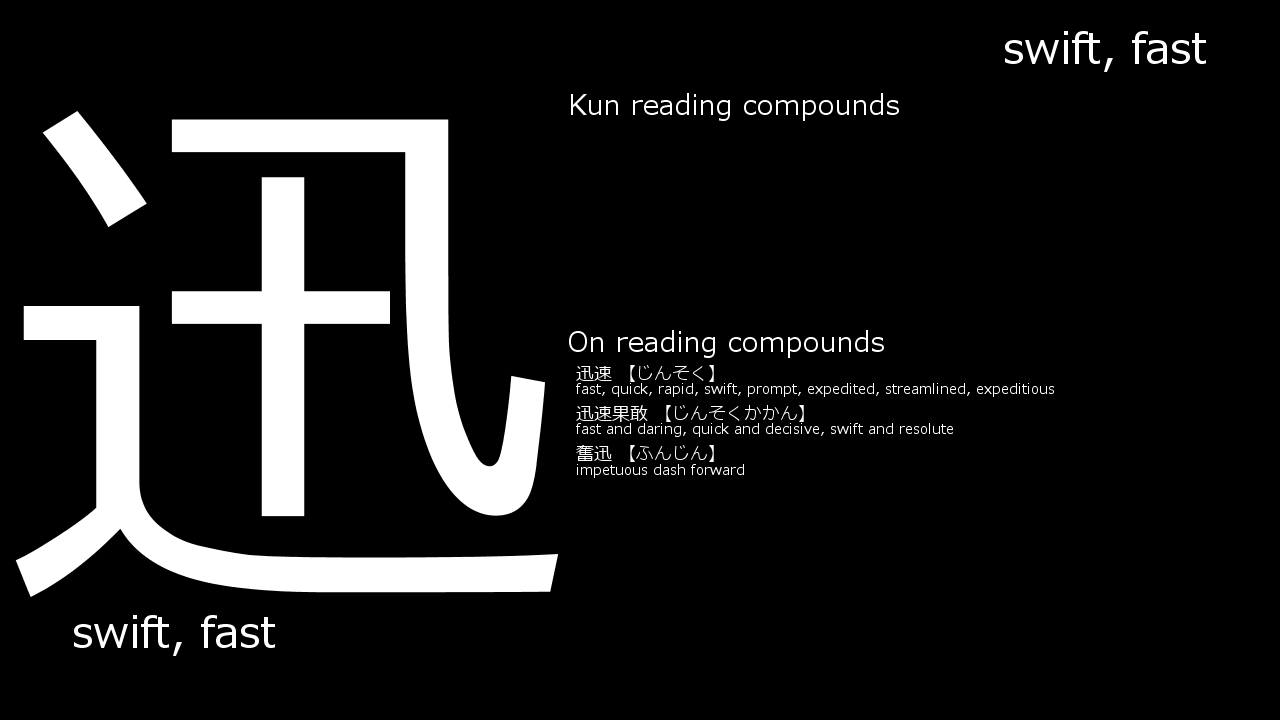 swift, fast
迅
Kun reading compounds
On reading compounds
迅速 【じんそく】
fast, quick, rapid, swift, prompt, expedited, streamlined, expeditious
迅速果敢 【じんそくかかん】
fast and daring, quick and decisive, swift and resolute
奮迅 【ふんじん】
impetuous dash forward
swift, fast